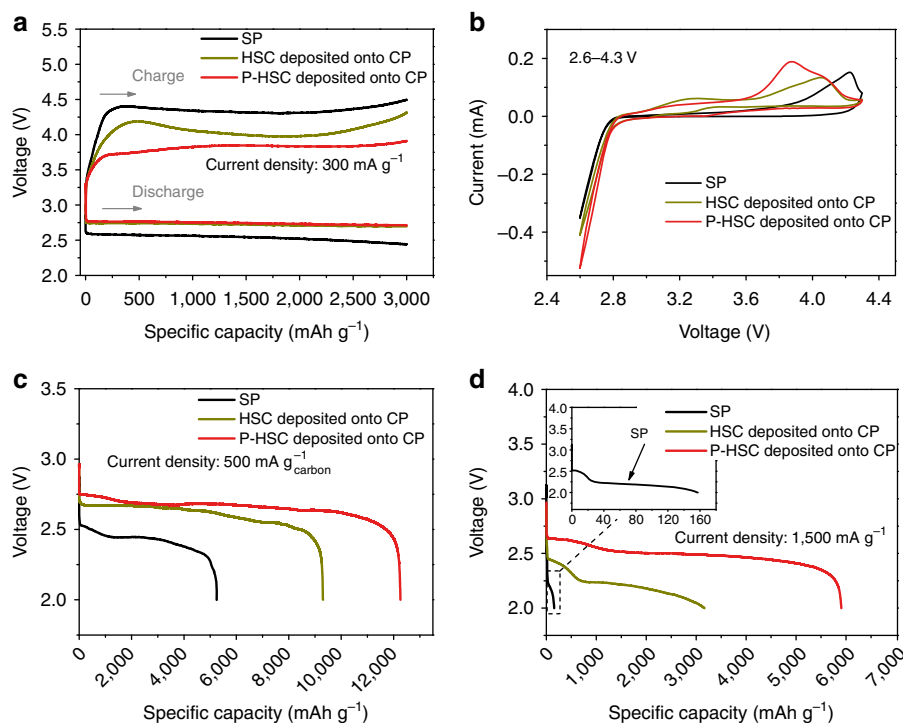 a
5.5
5.0
4.5
4.0
3.5
3.0
2.5
2.0
Voltage (V)
SP
HSC deposited onto CP
P-HSC deposited onto CP
Charge
Current density: 300 mA g⁻¹
Discharge
0
500
1,000
1,500
2,000
2,500
3,000
Specific capacity (mAh g⁻¹)
b
0.2
0.0
−0.2
−0.4
Current (mA)
2.6–4.3 V
SP
HSC deposited onto CP
P-HSC deposited onto CP
2.4
2.8
3.2
3.6
4.0
4.4
Voltage (V)
c
3.5
3.0
2.5
2.0
Voltage (V)
SP
HSC deposited onto CP
P-HSC deposited onto CP
Current density: 500 mA g⁻¹carbon
0
2,000
4,000
6,000
8,000
10,000
12,000
Specific capacity (mAh g⁻¹)
d
4.0
3.5
3.0
2.5
2.0
Voltage (V)
SP
HSC deposited onto CP
P-HSC deposited onto CP
4.0
3.5
3.0
2.5
2.0
SP
0
40
80
120
160
Current density: 1,500 mA g⁻¹
0
1,000
2,000
3,000
4,000
5,000
6,000
7,000
Specific capacity (mAh g⁻¹)